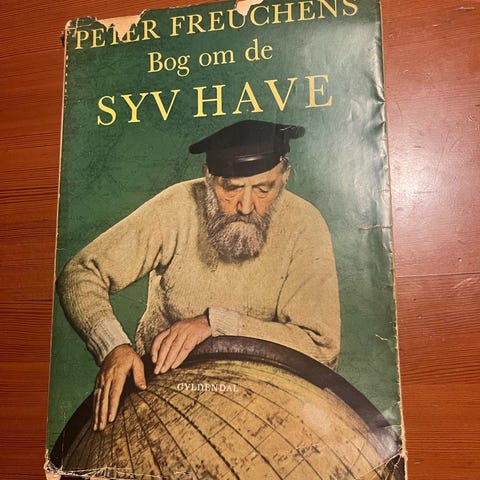 PETER FREUCHENS
Bog om de
SYV HAVE
GYLDENDAL